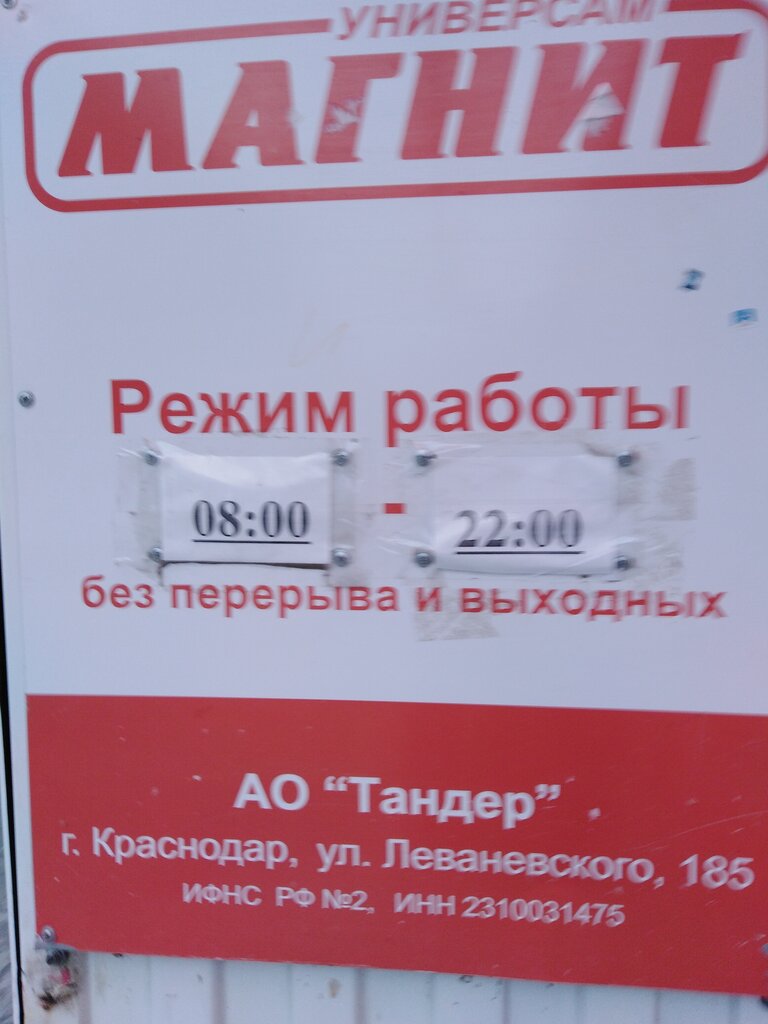 УНИВЕРСАМ
МАГНИТ
Режим работы
08:00 - 22:00
без перерыва и выходных
АО "Тандер"
г. Краснодар, ул. Леваневского, 185
ИФНС РФ №2, ИНН 2310031475